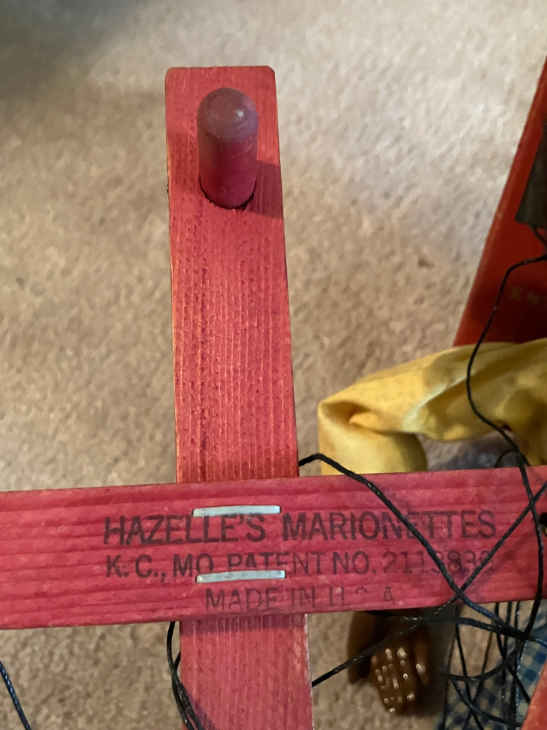 HAZELLE'S MARIONETTES
K.C., MO. PATENT NO.
MADE IN U.S.A.